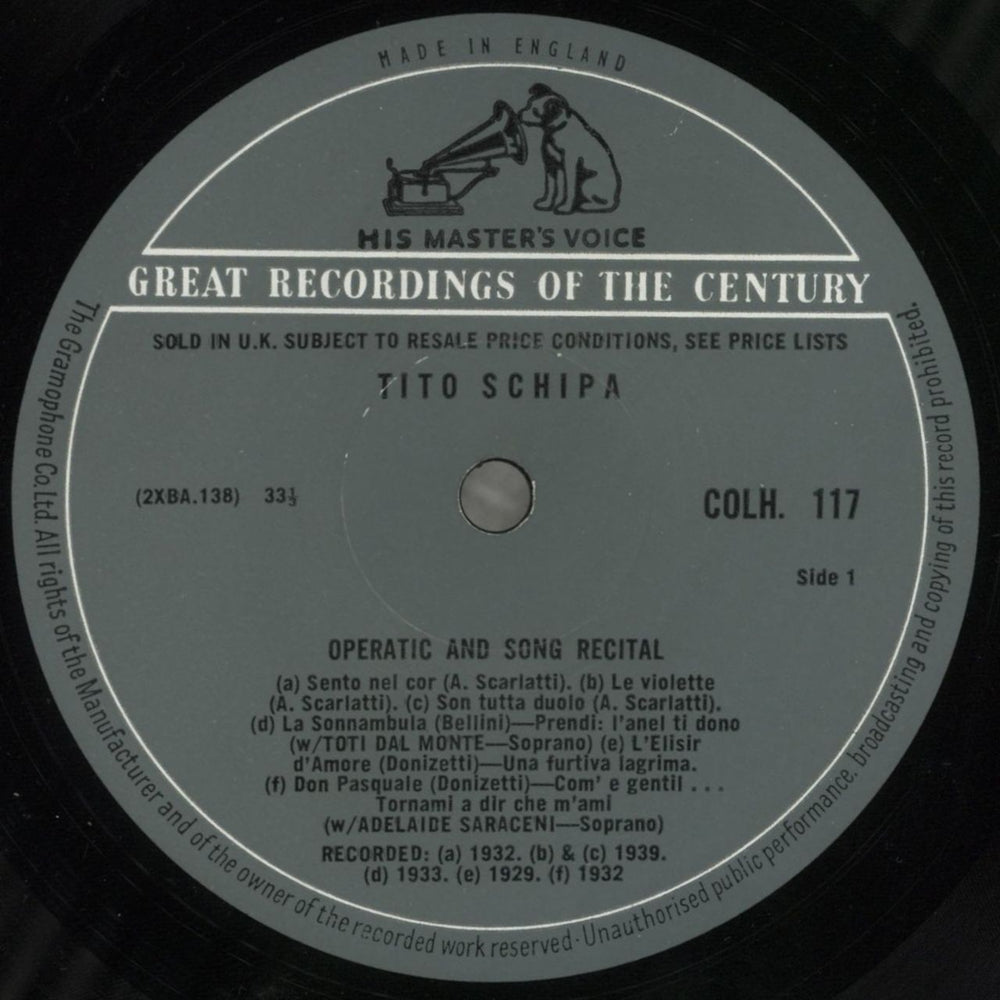 MADE IN ENGLAND
HIS MASTER'S VOICE
GREAT RECORDINGS OF THE CENTURY
SOLD IN U.K. SUBJECT TO RESALE PRICE CONDITIONS, SEE PRICE LISTS
TITO SCHIPA
(2XBA.138) 33⅓
COLH. 117
Side 1
OPERATIC AND SONG RECITAL
(a) Sento nel cor (A. Scarlatti). (b) Le violette
(A. Scarlatti). (c) Son tutta duolo (A. Scarlatti).
(d) La Sonnambula (Bellini)—Prendi: l'anel ti dono
(w/TOTI DAL MONTE—Soprano) (e) L'Elisir
d'Amore (Donizetti)—Una furtiva lagrima.
(f) Don Pasquale (Donizetti)—Com' e gentil ...
Tornami a dir che m'ami
(w/ADELAIDE SARACENI—Soprano)
RECORDED: (a) 1932. (b) & (c) 1939.
(d) 1933. (e) 1929. (f) 1932
The Gramophone Co. Ltd. All rights of the Manufacturer and of the owner of the recorded work reserved · Unauthorised public performance, broadcasting and copying of this record prohibited.